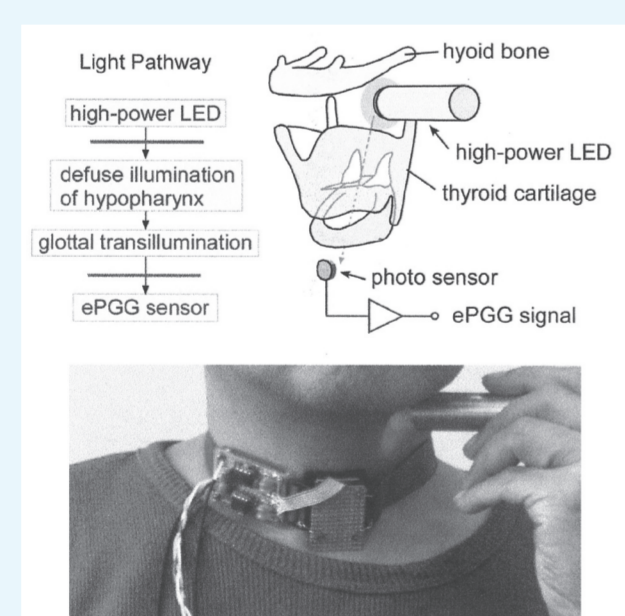 Light Pathway
high-power LED
defuse illumination
of hypopharynx
glottal transillumination
ePGG sensor
hyoid bone
high-power LED
thyroid cartilage
photo sensor
ePGG signal